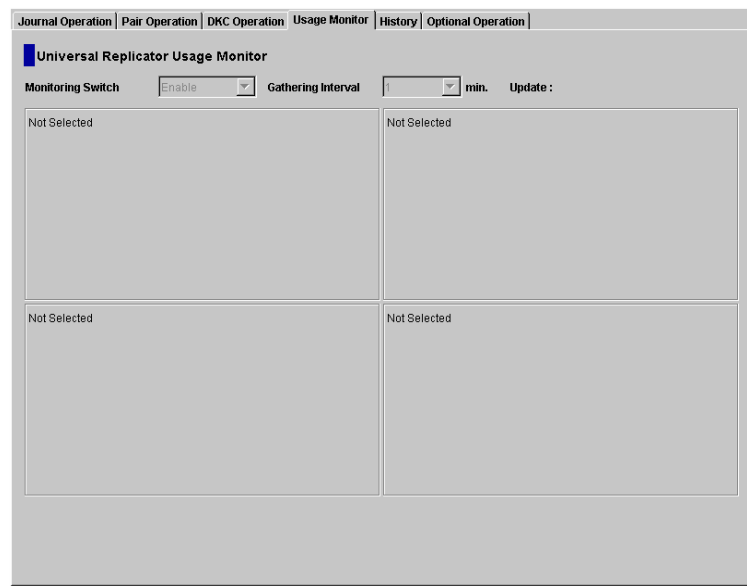 Journal Operation Pair Operation DKC Operation Usage Monitor History Optional Operation
Universal Replicator Usage Monitor
Monitoring Switch Enable Gathering Interval 1 min. Update :
Not Selected Not Selected
Not Selected Not Selected